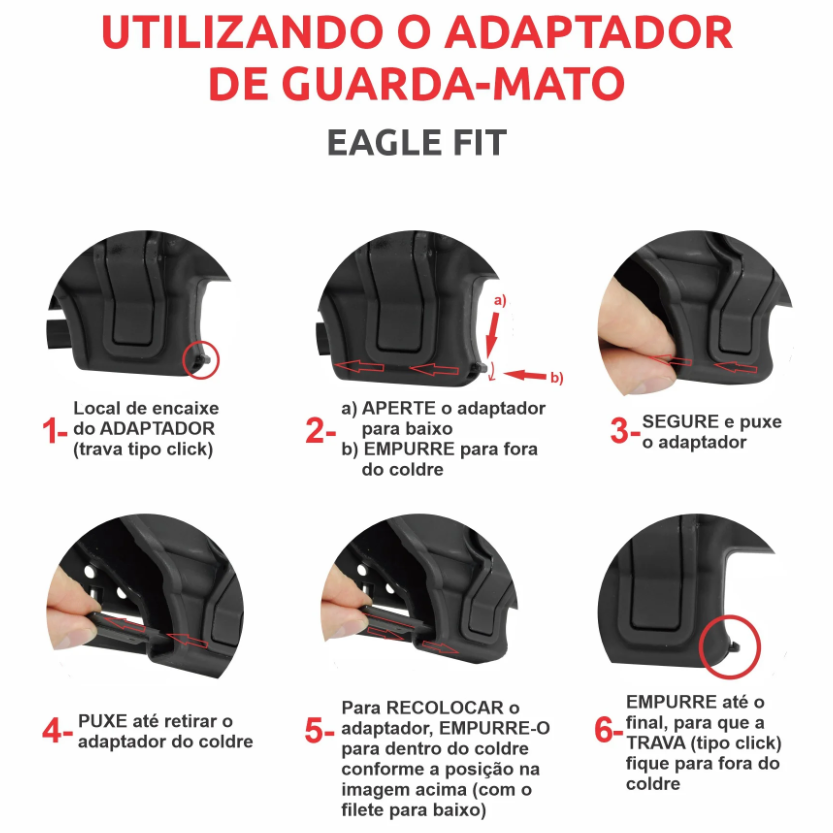 UTILIZANDO O ADAPTADOR
DE GUARDA-MATO
EAGLE FIT
1-
Local de encaixe
do ADAPTADOR
(trava tipo click)
a)
b)
2-
a) APERTE o adaptador
para baixo
b) EMPURRE para fora
do coldre
3-
SEGURE e puxe
o adaptador
4-
PUXE até retirar o
adaptador do coldre
5-
Para RECOLOCAR o
adaptador, EMPURRE-O
para dentro do coldre
conforme a posição na
imagem acima (com o
filete para baixo)
6-
EMPURRE até o
final, para que a
TRAVA (tipo click)
fique para fora do
coldre